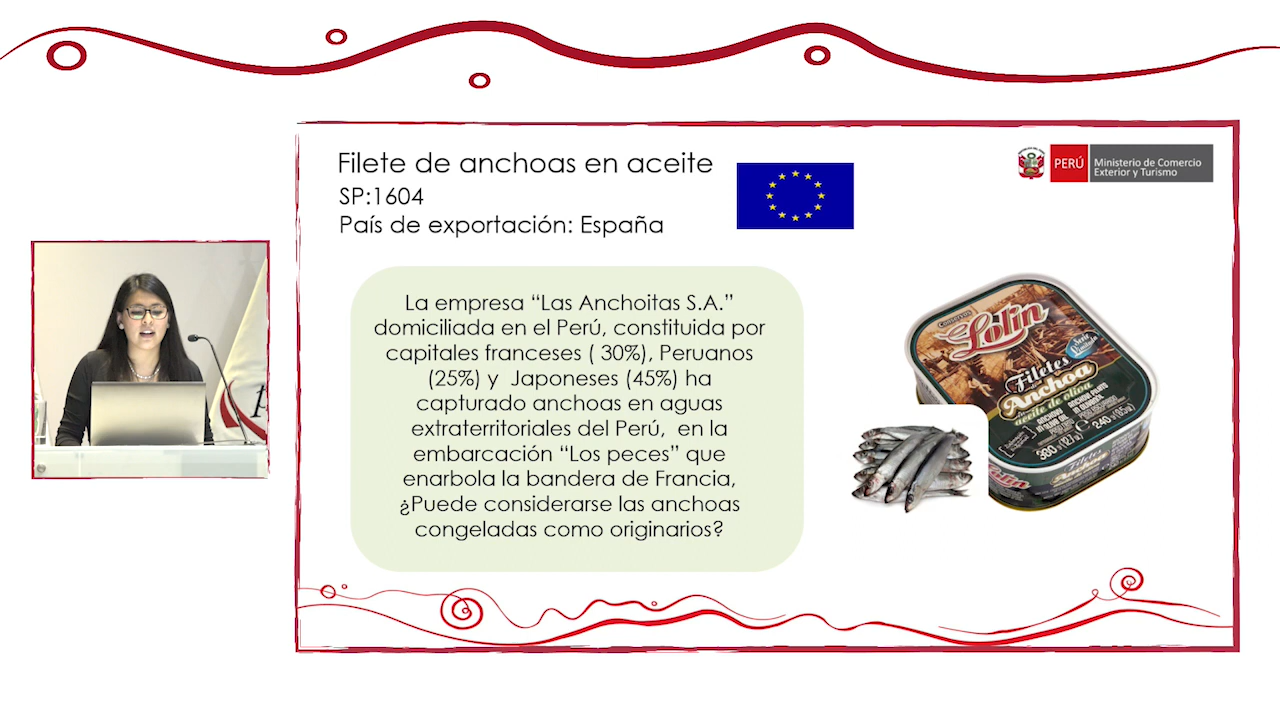 Filete de anchoas en aceite
SP:1604
País de exportación: España
PERÚ
Ministerio de Comercio
Exterior y Turismo
La empresa “Las Anchoitas S.A.”
domiciliada en el Perú, constituida por
capitales franceses ( 30%), Peruanos
(25%) y Japoneses (45%) ha
capturado anchoas en aguas
extraterritoriales del Perú, en la
embarcación “Los peces” que
enarbola la bandera de Francia,
¿Puede considerarse las anchoas
congeladas como originarios?
Conservas
Lolin
Filetes
Anchoa
aceite de oliva